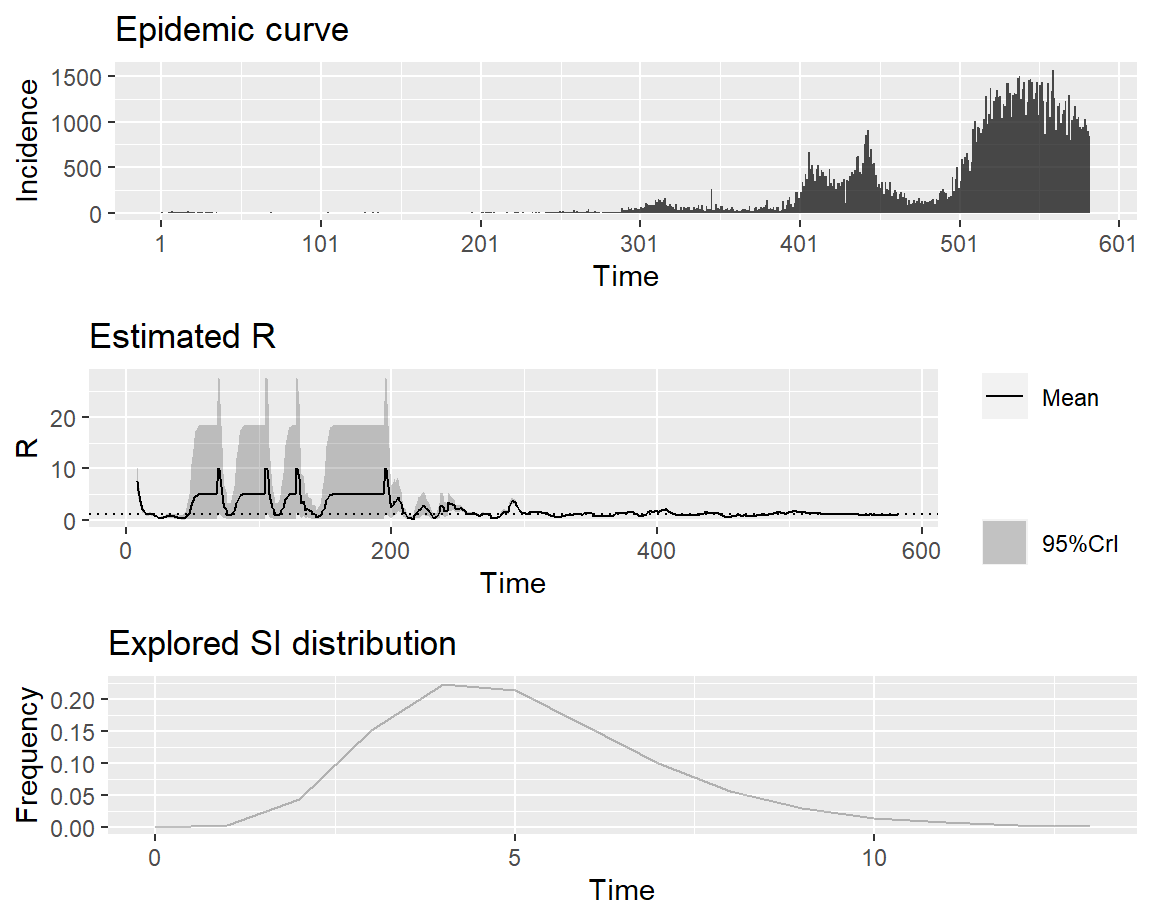 Epidemic curve
Incidence
1500
1000
500
0
1 101 201 301 401 501 601
Time
Estimated R
R
20
10
0
0 200 400 600
Time
Mean
95%CrI
Explored SI distribution
Frequency
0.20
0.15
0.10
0.05
0.00
0 5 10
Time